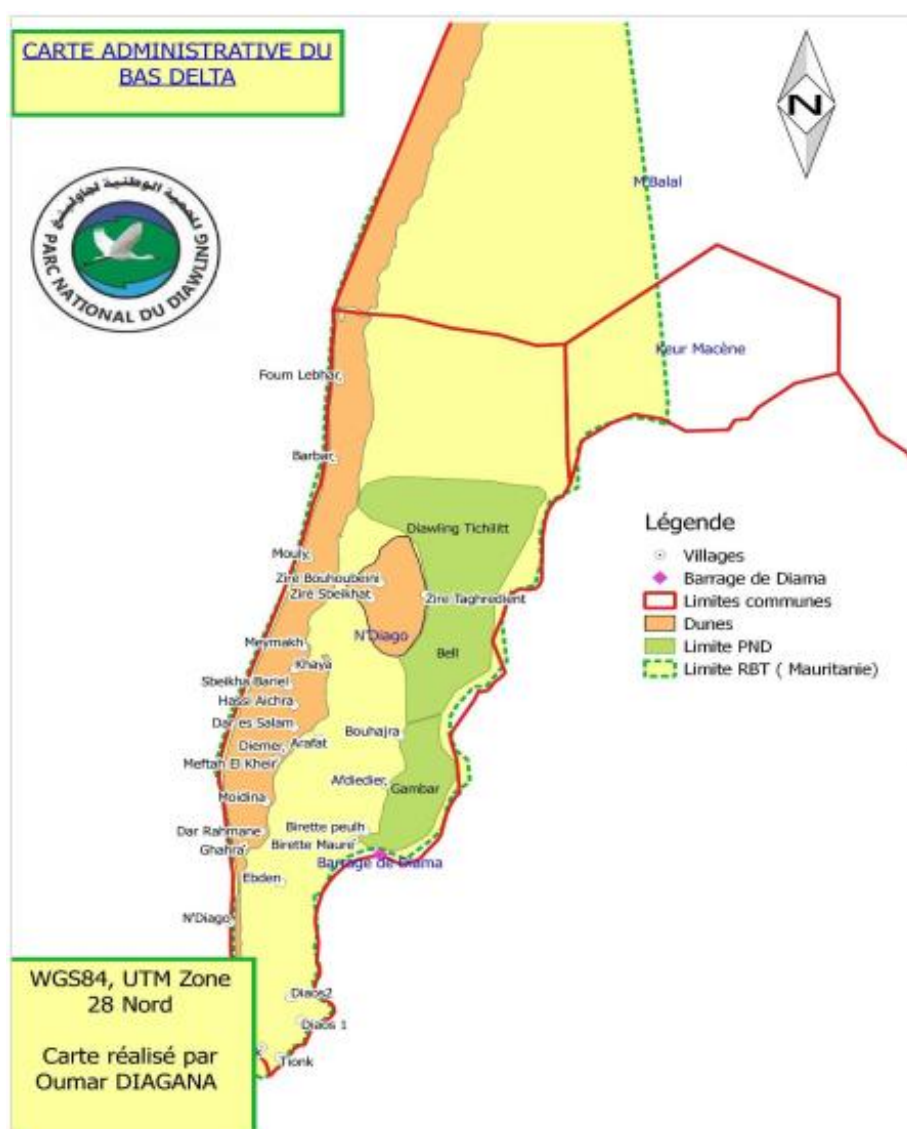 CARTE ADMINISTRATIVE DU
BAS DELTA
PARC NATIONAL DU DIAWLING
M'Balal
Keur Macène
Foum Lebhar
Barbar
Diawling Tichilitt
Légende
Villages
Barrage de Diama
Limites communes
Dunes
Limite PND
Limite RBT ( Mauritanie)
Mouly
Zire Bouhoubeini
Ziré Sbeikhat
Zire Taghredient
N'Diago
Meymakh
Bell
Khaya
Sbeikha Bariel
Hassi Aichra
Dar es Salam
Bouhajra
Diemer
Arafat
Meftah El Kheir
Afdiedier
Gambar
Moidina
Birette peulh
Dar Rahmane
Birette Maure
Ghahra
Barrage de Diama
Ebden
N'Diago
WGS84, UTM Zone
28 Nord
Carte réalisé par
Oumar DIAGANA
Diaos2
Diaos 1
Tionk